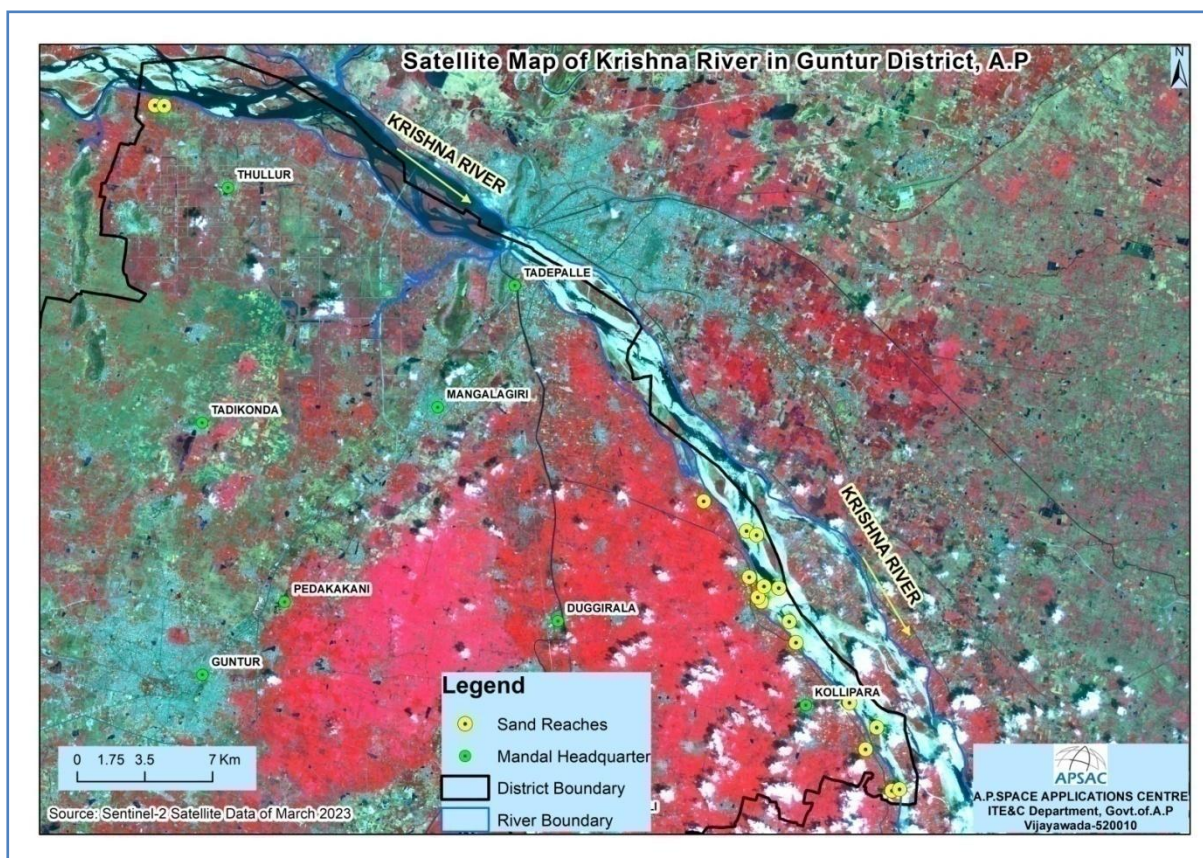 Satellite Map of Krishna River in Guntur District, A.P
N
KRISHNA RIVER
THULLUR
TADEPALLE
MANGALAGIRI
TADIKONDA
KRISHNA RIVER
PEDAKAKANI
DUGGIRALA
GUNTUR
KOLLIPARA
Legend
Sand Reaches
Mandal Headquarter
District Boundary
River Boundary
0 1.75 3.5 7 Km
Source: Sentinel-2 Satellite Data of March 2023
LI
APSAC
A.P.SPACE APPLICATIONS CENTRE
ITE&C Department, Govt.of.A.P
Vijayawada-520010